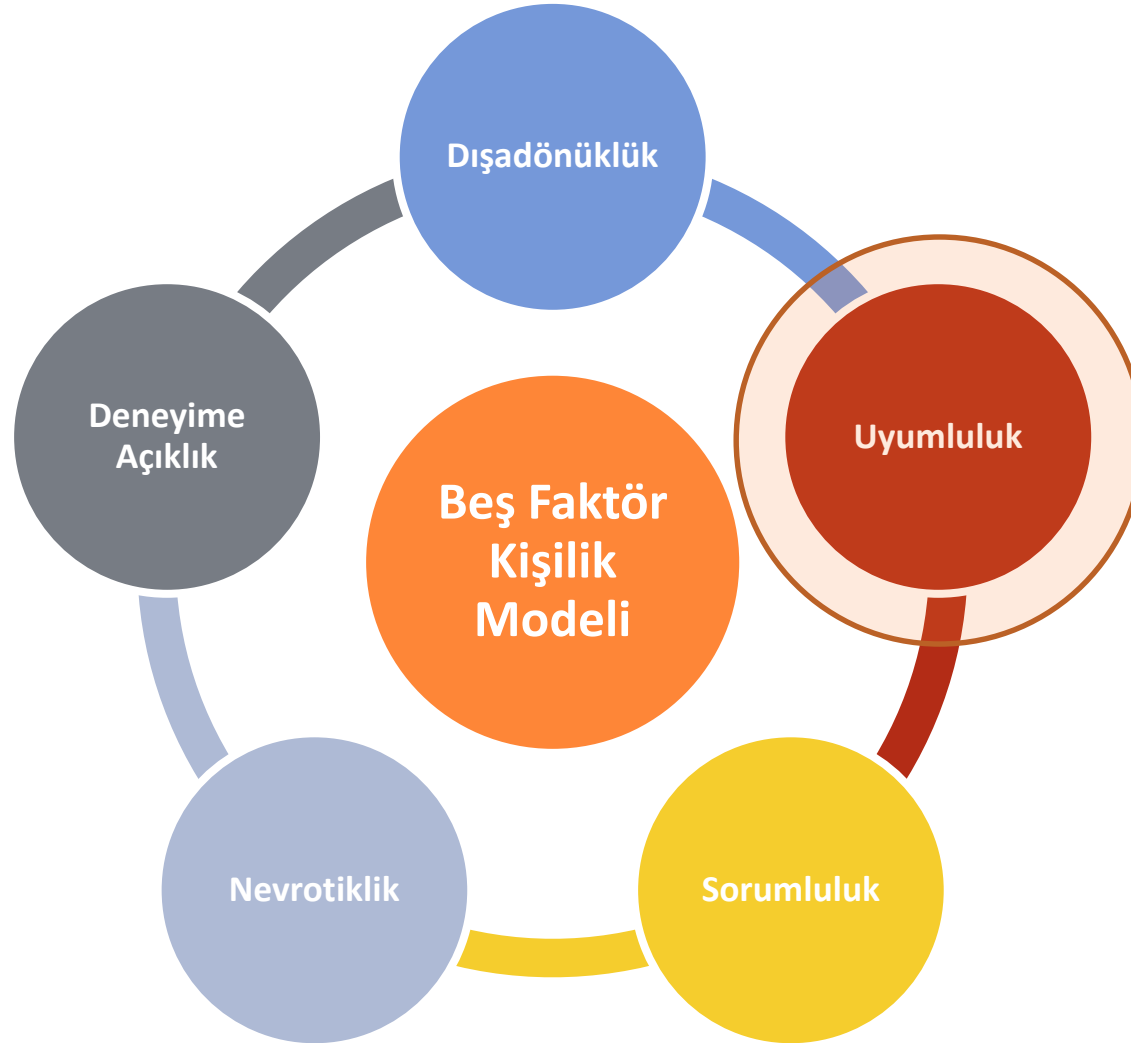 Dışadönüklük
Uyumluluk
Deneyime
Açıklık
Beş Faktör
Kişilik
Modeli
Nevrotiklik
Sorumluluk